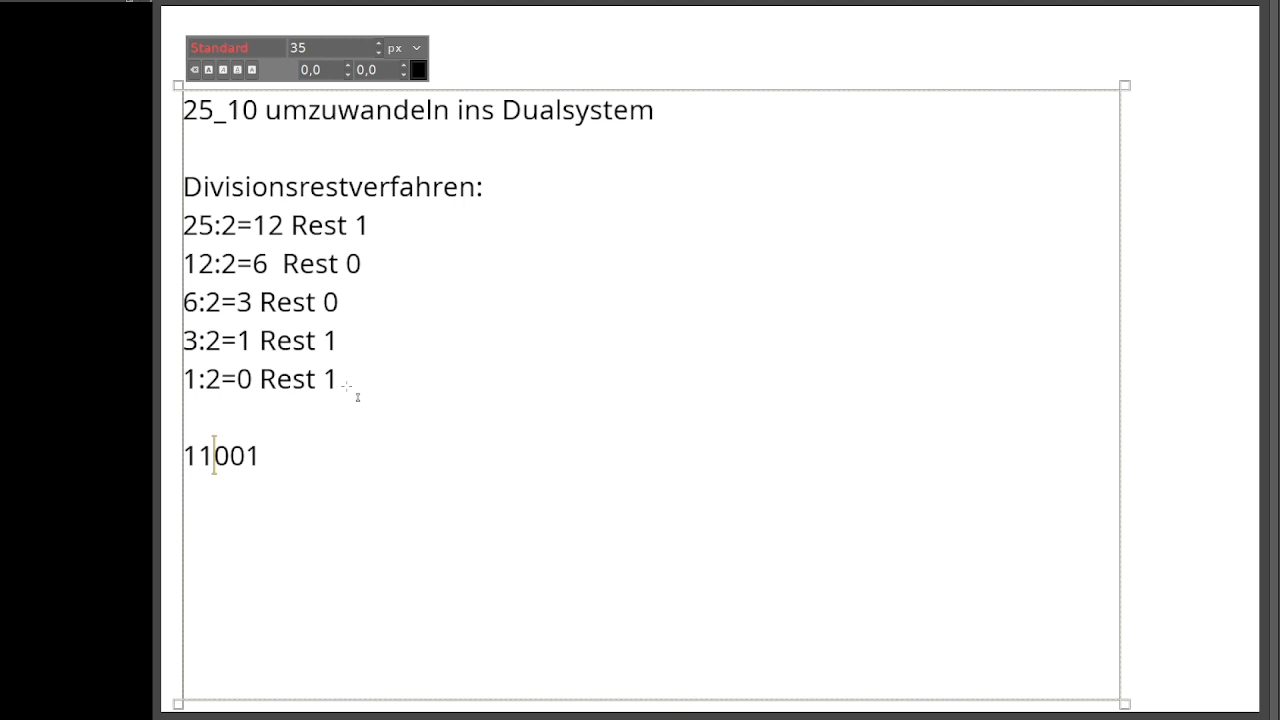 Standard 35 px
0,0 0,0
25_10 umzuwandeln ins Dualsystem
Divisionsrestverfahren:
25:2=12 Rest 1
12:2=6  Rest 0
6:2=3 Rest 0
3:2=1 Rest 1
1:2=0 Rest 1
11001